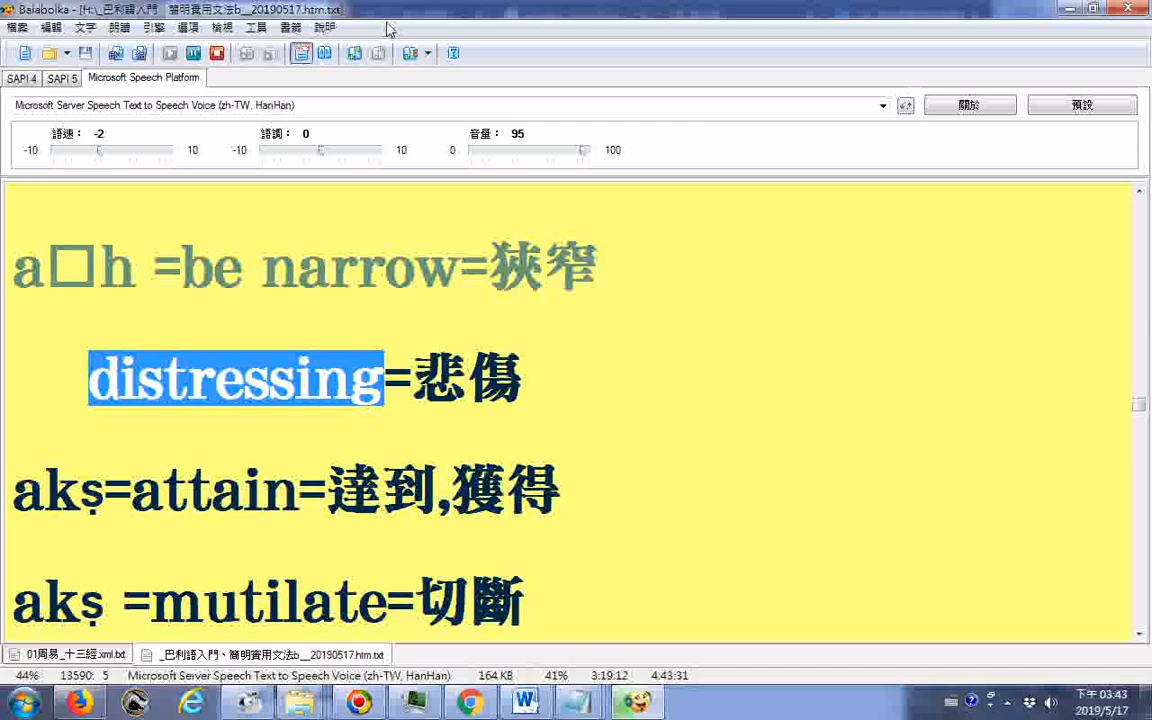 Balabolka - [H:\_巴利語入門、簡明實用文法b__20190517.htm.txt]
檔案 編輯 文字 朗讀 引擎 選項 檢視 工具 書籤 說明
SAPI 4 SAPI 5 Microsoft Speech Platform
Microsoft Server Speech Text to Speech Voice (zh-TW, HanHan)
關於 預設
語速： -2 語調： 0 音量： 95
-10 10 -10 10 0 100
a□h =be narrow=狹窄
distressing=悲傷
akṣ=attain=達到,獲得
akṣ =mutilate=切斷
01周易_十三經.xml.txt _巴利語入門、簡明實用文法b__20190517.htm.txt
44% 13590: 5 Microsoft Server Speech Text to Speech Voice (zh-TW, HanHan) 164 KB 41% 3:19:12 4:43:31
下午 03:43
2019/5/17